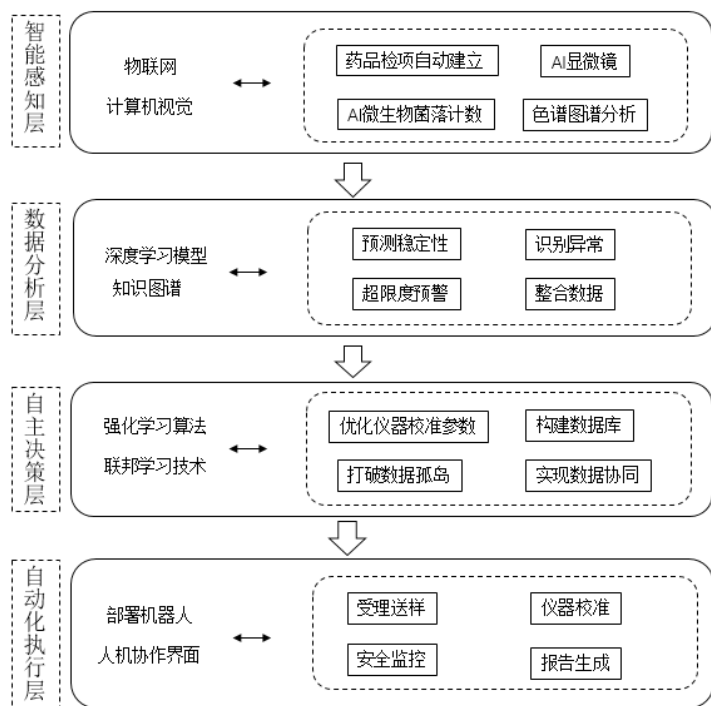 智能感知层
物联网
计算机视觉
药品检项自动建立
AI显微镜
AI微生物菌落计数
色谱图谱分析
数据分析层
深度学习模型
知识图谱
预测稳定性
识别异常
超限度预警
整合数据
自主决策层
强化学习算法
联邦学习技术
优化仪器校准参数
构建数据库
打破数据孤岛
实现数据协同
自动化执行层
部署机器人
人机协作界面
受理送样
仪器校准
安全监控
报告生成